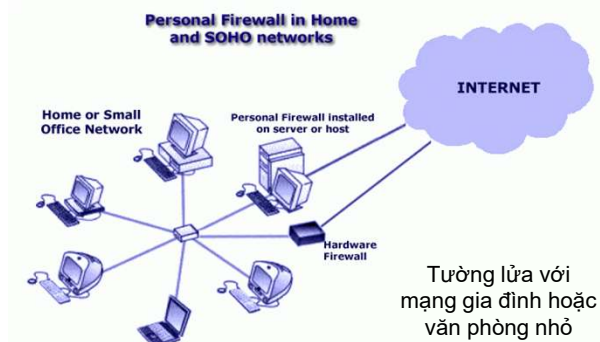 Personal Firewall in Home
and SOHO networks
INTERNET
Home or Small
Office Network
Personal Firewall installed
on server or host
Hardware
Firewall
Tường lửa với
mạng gia đình hoặc
văn phòng nhỏ